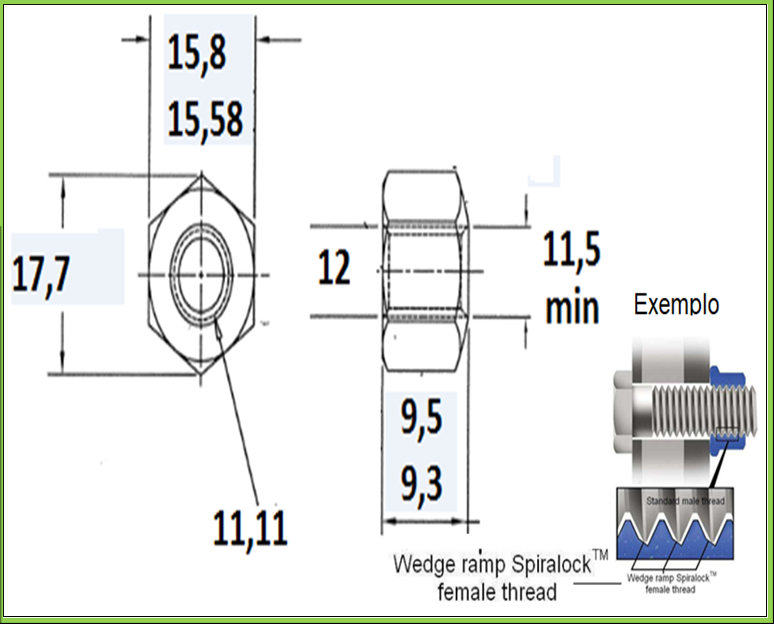 15,8
15,58
17,7
12
11,5
min
Exemplo
9,5
9,3
11,11
Standard male thread
Wedge ramp Spiralock™
female thread
Wedge ramp Spiralock™
female thread